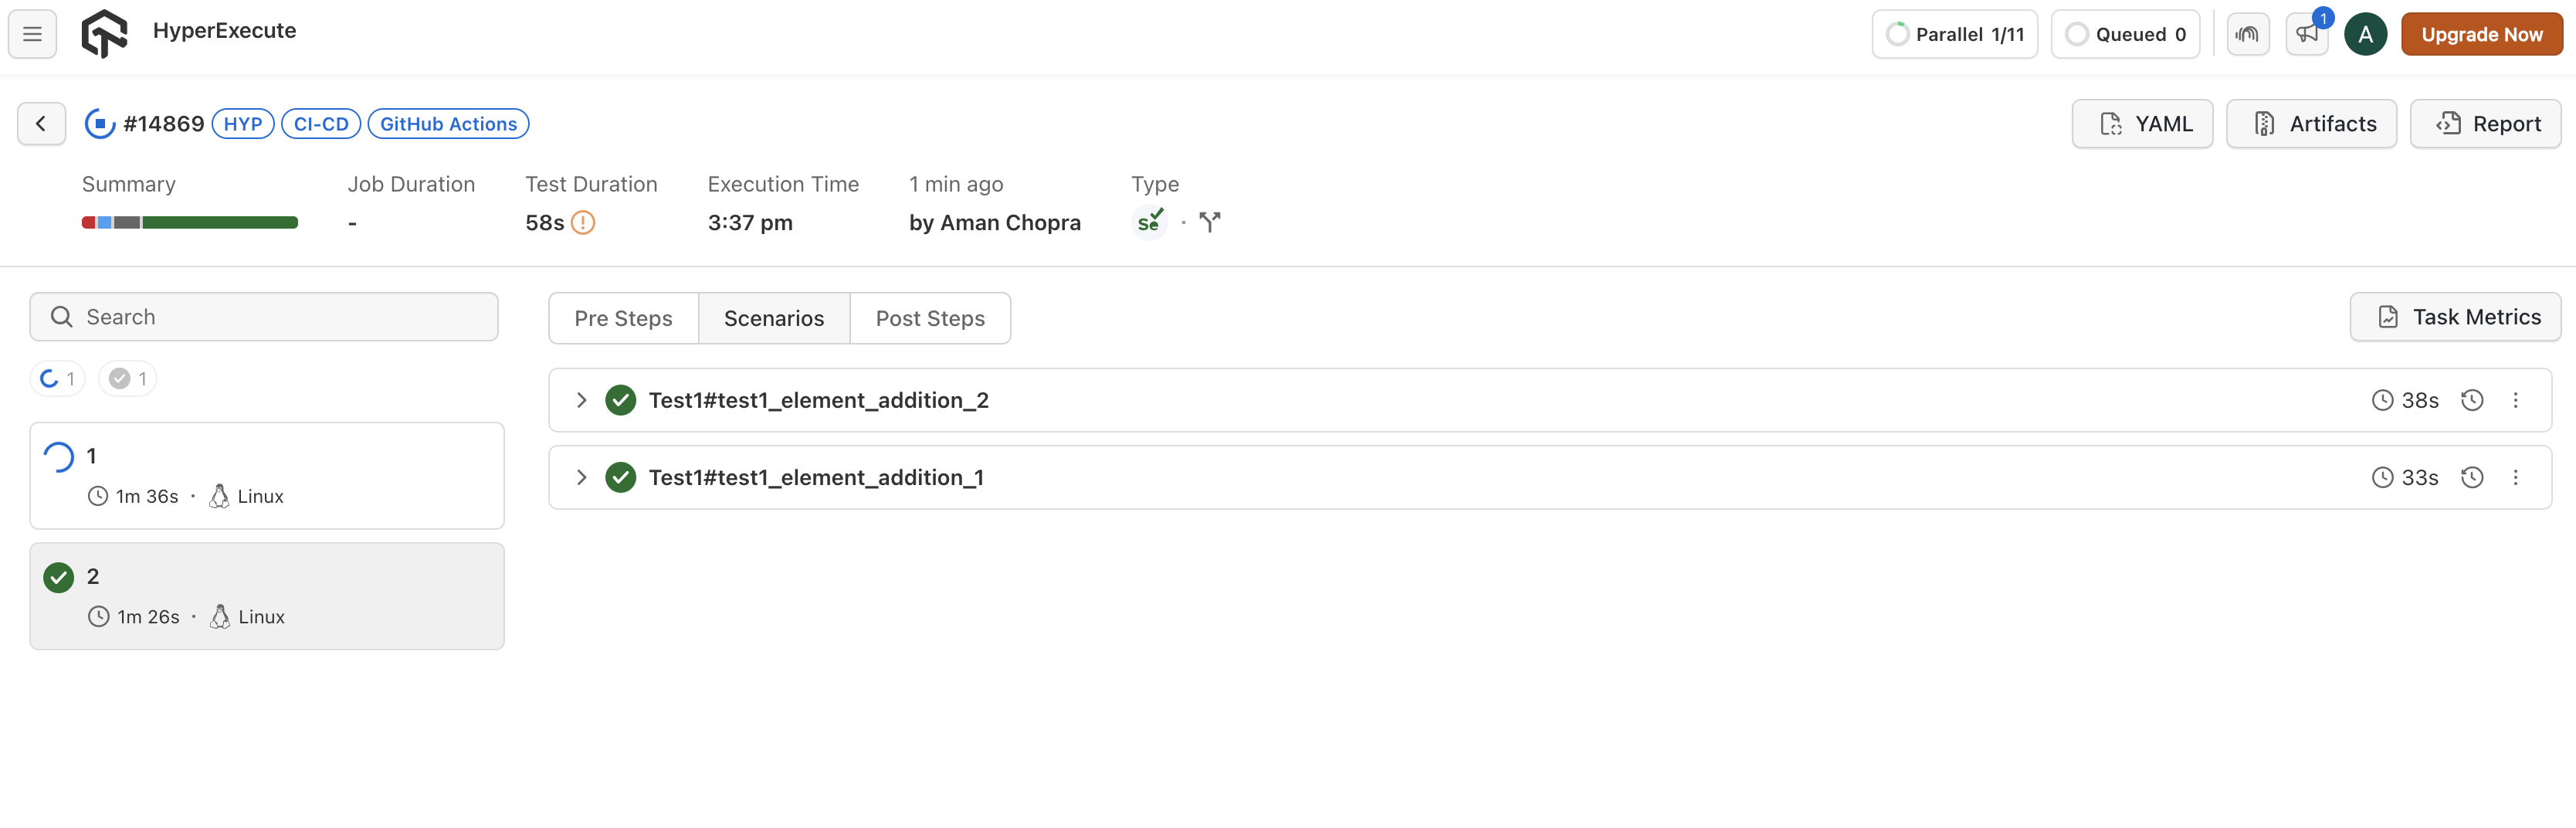 HyperExecute
Parallel 1/11
Queued 0
1
A
Upgrade Now
#14869 HYP CI-CD GitHub Actions
YAML
Artifacts
Report
Summary Job Duration Test Duration Execution Time 1 min ago Type
- 58s 3:37 pm by Aman Chopra se
Search
Pre Steps Scenarios Post Steps
Task Metrics
1 1
1
1m 36s · Linux
2
1m 26s · Linux
Test1#test1_element_addition_2 38s
Test1#test1_element_addition_1 33s